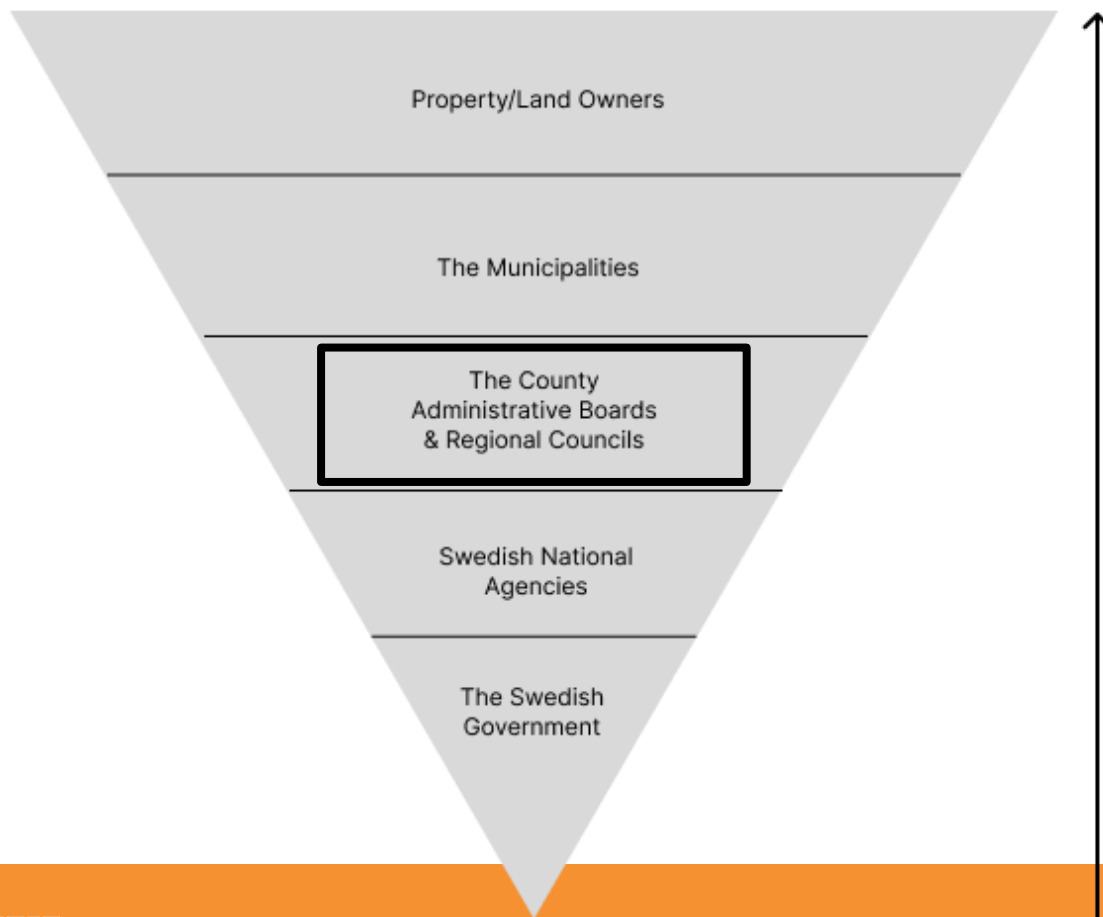 Property/Land Owners
The Municipalities
The County
Administrative Boards
& Regional Councils
Swedish National
Agencies
The Swedish
Government